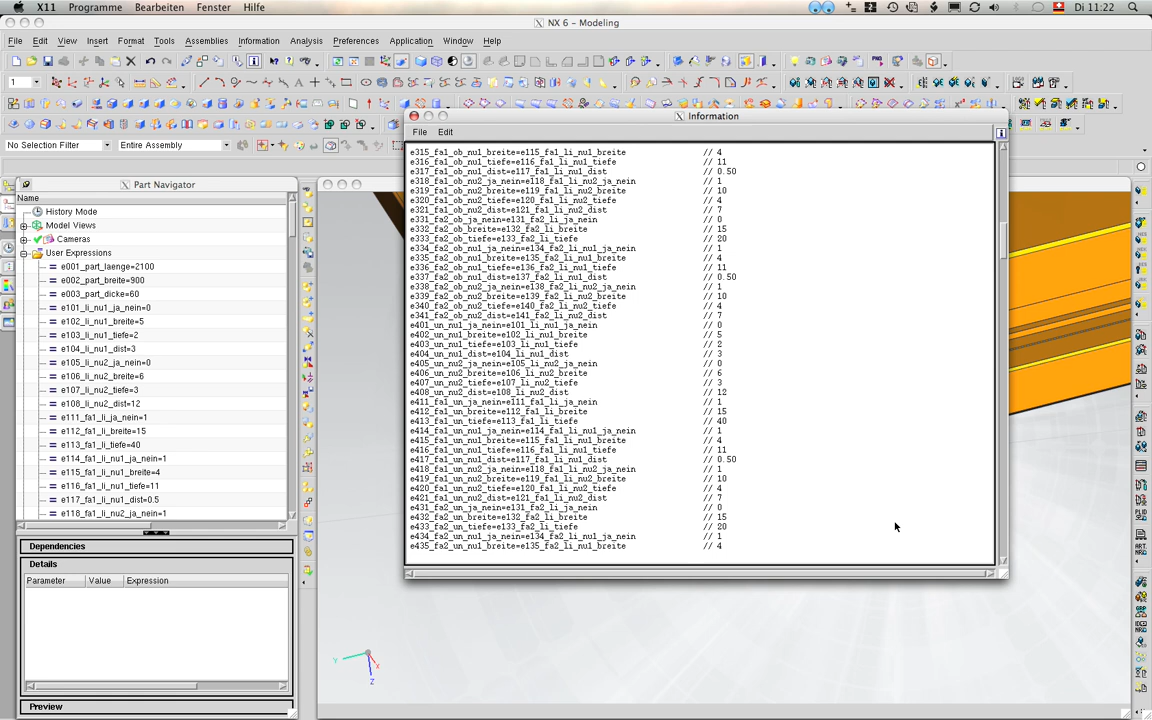 X11 Programme Bearbeiten Fenster Hilfe Di 11:22
NX 6 - Modeling
File Edit View Insert Format Tools Assemblies Information Analysis Preferences Application Window Help
1
No Selection Filter Entire Assembly
Part Navigator
Name
History Mode
Model Views
Cameras
User Expressions
e001_part_laenge=2100
e002_part_breite=900
e003_part_dicke=60
e101_li_nu1_ja_nein=0
e102_li_nu1_breite=5
e103_li_nu1_tiefe=2
e104_li_nu1_dist=3
e105_li_nu2_ja_nein=0
e106_li_nu2_breite=6
e107_li_nu2_tiefe=3
e108_li_nu2_dist=12
e111_fa1_li_ja_nein=1
e112_fa1_li_breite=15
e113_fa1_li_tiefe=40
e114_fa1_li_nu1_ja_nein=1
e115_fa1_li_nu1_breite=4
e116_fa1_li_nu1_tiefe=11
e117_fa1_li_nu1_dist=0.5
e118_fa1_li_nu2_ja_nein=1
Dependencies
Details
Parameter Value Expression
Preview
Information
File Edit
e315_fa1_ob_nu1_breite=e115_fa1_li_nu1_breite // 4
e316_fa1_ob_nu1_tiefe=e116_fa1_li_nu1_tiefe // 11
e317_fa1_ob_nu1_dist=e117_fa1_li_nu1_dist // 0.50
e318_fa1_ob_nu2_ja_nein=e118_fa1_li_nu2_ja_nein // 1
e319_fa1_ob_nu2_breite=e119_fa1_li_nu2_breite // 10
e320_fa1_ob_nu2_tiefe=e120_fa1_li_nu2_tiefe // 4
e321_fa1_ob_nu2_dist=e121_fa1_li_nu2_dist // 7
e331_fa2_ob_ja_nein=e131_fa2_li_ja_nein // 0
e332_fa2_ob_breite=e132_fa2_li_breite // 15
e333_fa2_ob_tiefe=e133_fa2_li_tiefe // 20
e334_fa2_ob_nu1_ja_nein=e134_fa2_li_nu1_ja_nein // 1
e335_fa2_ob_nu1_breite=e135_fa2_li_nu1_breite // 4
e336_fa2_ob_nu1_tiefe=e136_fa2_li_nu1_tiefe // 11
e337_fa2_ob_nu1_dist=e137_fa2_li_nu1_dist // 0.50
e338_fa2_ob_nu2_ja_nein=e138_fa2_li_nu2_ja_nein // 1
e339_fa2_ob_nu2_breite=e139_fa2_li_nu2_breite // 10
e340_fa2_ob_nu2_tiefe=e140_fa2_li_nu2_tiefe // 4
e341_fa2_ob_nu2_dist=e141_fa2_li_nu2_dist // 7
e401_un_nu1_ja_nein=e101_li_nu1_ja_nein // 0
e402_un_nu1_breite=e102_li_nu1_breite // 5
e403_un_nu1_tiefe=e103_li_nu1_tiefe // 2
e404_un_nu1_dist=e104_li_nu1_dist // 3
e405_un_nu2_ja_nein=e105_li_nu2_ja_nein // 0
e406_un_nu2_breite=e106_li_nu2_breite // 6
e407_un_nu2_tiefe=e107_li_nu2_tiefe // 3
e408_un_nu2_dist=e108_li_nu2_dist // 12
e411_fa1_un_ja_nein=e111_fa1_li_ja_nein // 1
e412_fa1_un_breite=e112_fa1_li_breite // 15
e413_fa1_un_tiefe=e113_fa1_li_tiefe // 40
e414_fa1_un_nu1_ja_nein=e114_fa1_li_nu1_ja_nein // 1
e415_fa1_un_nu1_breite=e115_fa1_li_nu1_breite // 4
e416_fa1_un_nu1_tiefe=e116_fa1_li_nu1_tiefe // 11
e417_fa1_un_nu1_dist=e117_fa1_li_nu1_dist // 0.50
e418_fa1_un_nu2_ja_nein=e118_fa1_li_nu2_ja_nein // 1
e419_fa1_un_nu2_breite=e119_fa1_li_nu2_breite // 10
e420_fa1_un_nu2_tiefe=e120_fa1_li_nu2_tiefe // 4
e421_fa1_un_nu2_dist=e121_fa1_li_nu2_dist // 7
e431_fa2_un_ja_nein=e131_fa2_li_ja_nein // 0
e432_fa2_un_breite=e132_fa2_li_breite // 15
e433_fa2_un_tiefe=e133_fa2_li_tiefe // 20
e434_fa2_un_nu1_ja_nein=e134_fa2_li_nu1_ja_nein // 1
e435_fa2_un_nu1_breite=e135_fa2_li_nu1_breite // 4
Y X Z